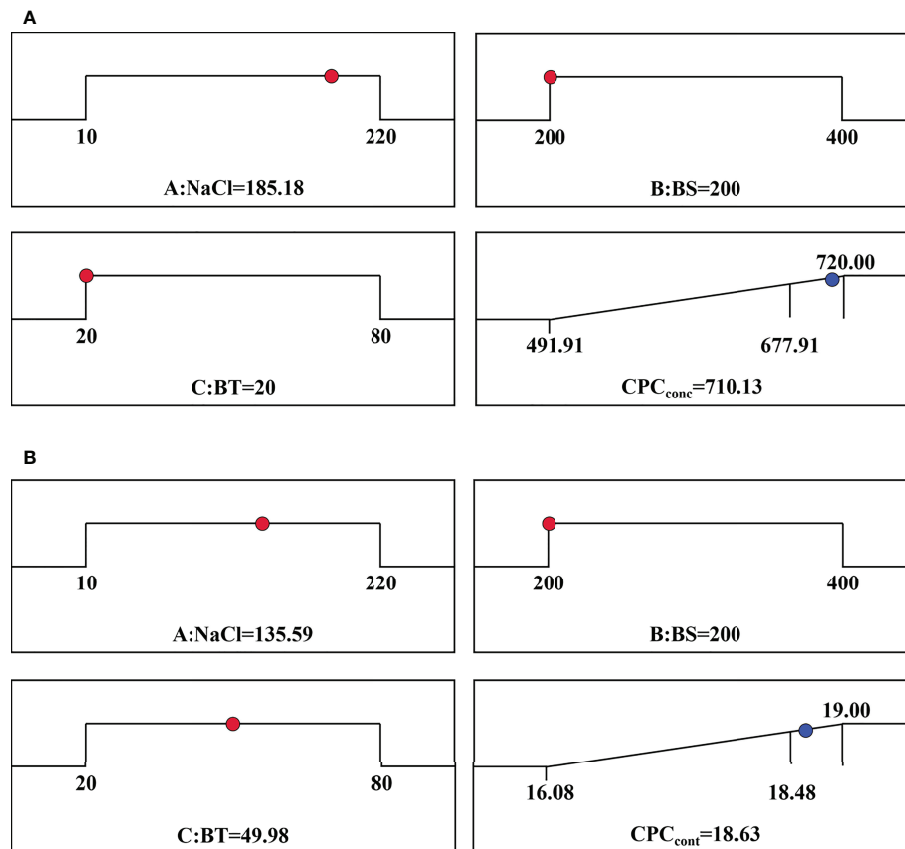 A
10 220
A:NaCl=185.18
200 400
B:BS=200
20 80
C:BT=20
720.00
491.91 677.91
CPCconc=710.13
B
10 220
A:NaCl=135.59
200 400
B:BS=200
20 80
C:BT=49.98
19.00
16.08 18.48
CPCcont=18.63